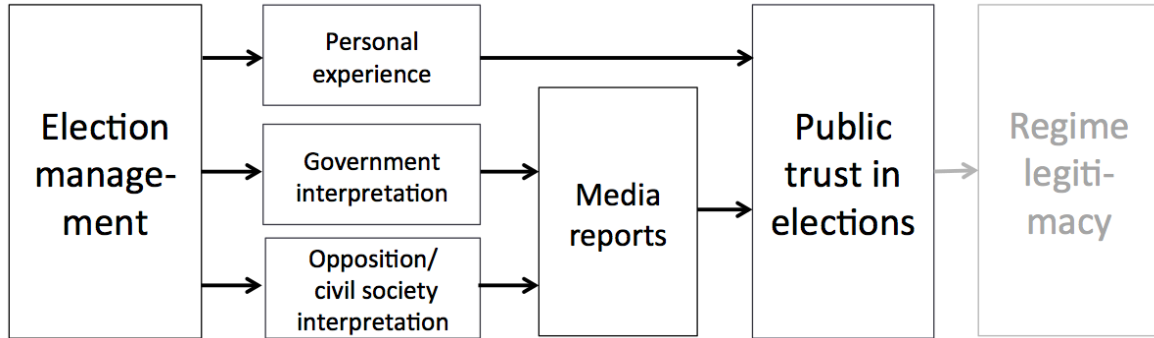 Election
manage-
ment
Personal
experience
Government
interpretation
Opposition/
civil society
interpretation
Media
reports
Public
trust in
elections
Regime
legiti-
macy